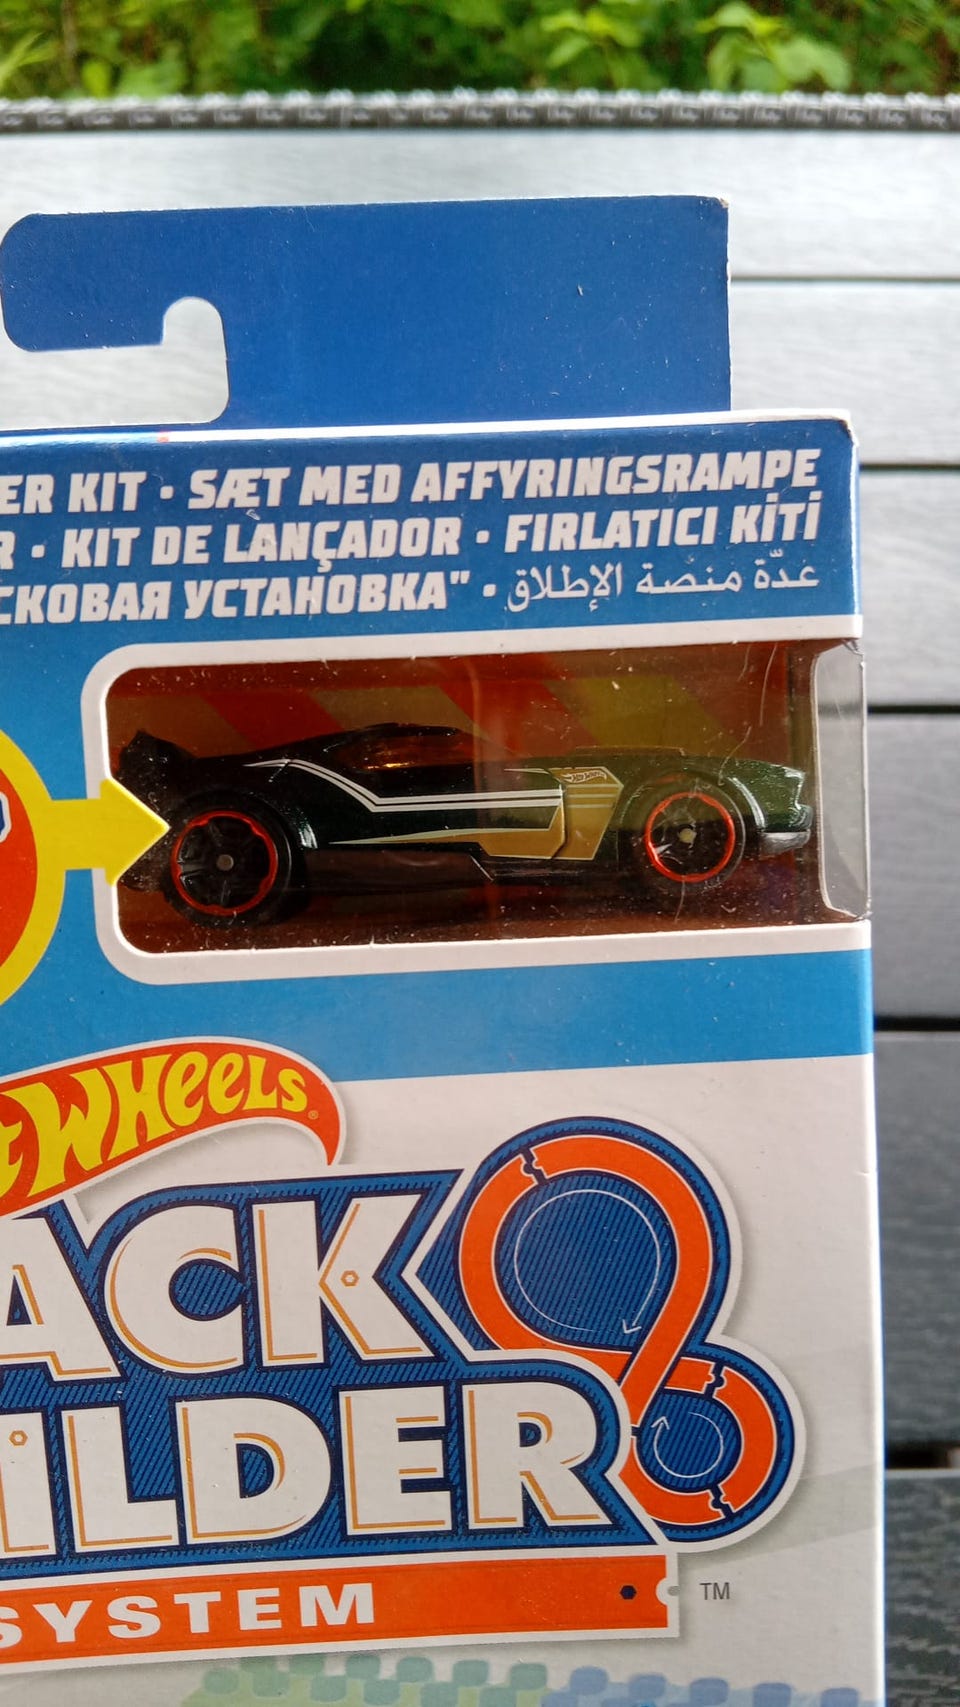 ER KIT · SÆT MED AFFYRINGSRAMPE
R · KIT DE LANÇADOR · FIRLATICI KİTİ
СКОВАЯ УСТАНОВКА" · عدّة منصة الإطلاق
t WHEELS®
ACK
ILDER
SYSTEM ™